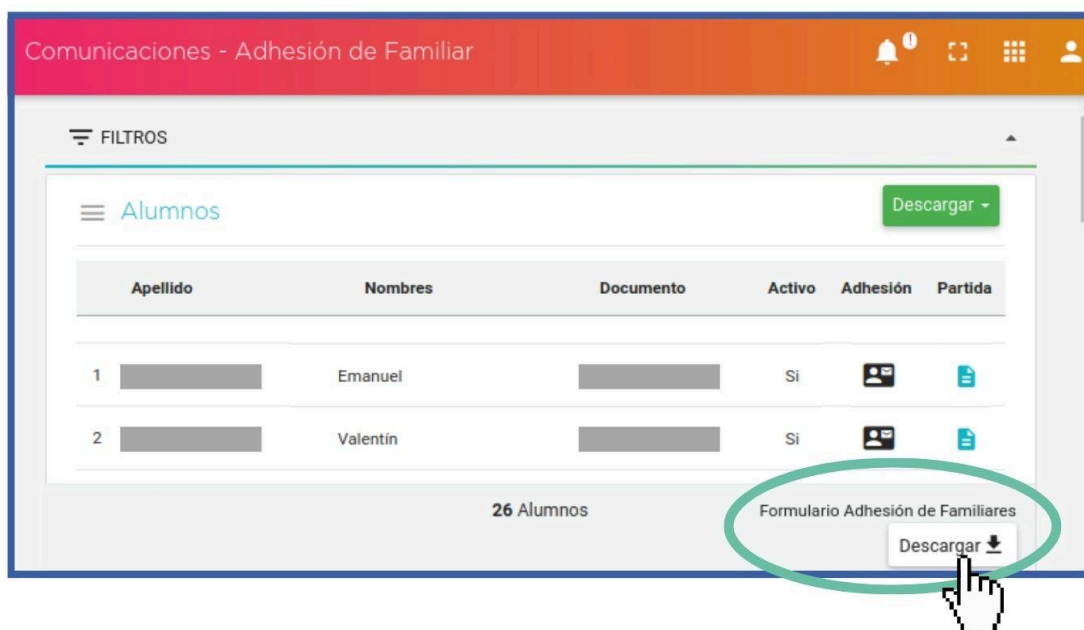 Comunicaciones - Adhesión de Familiar
FILTROS
Alumnos
Descargar
Apellido Nombres Documento Activo Adhesión Partida
1 Emanuel Si
2 Valentín Si
26 Alumnos
Formulario Adhesión de Familiares
Descargar